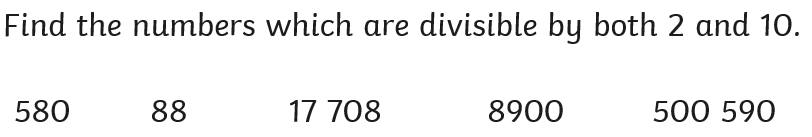 Find the numbers which are divisible by both 2 and 10.
580 88 17 708 8900 500 590